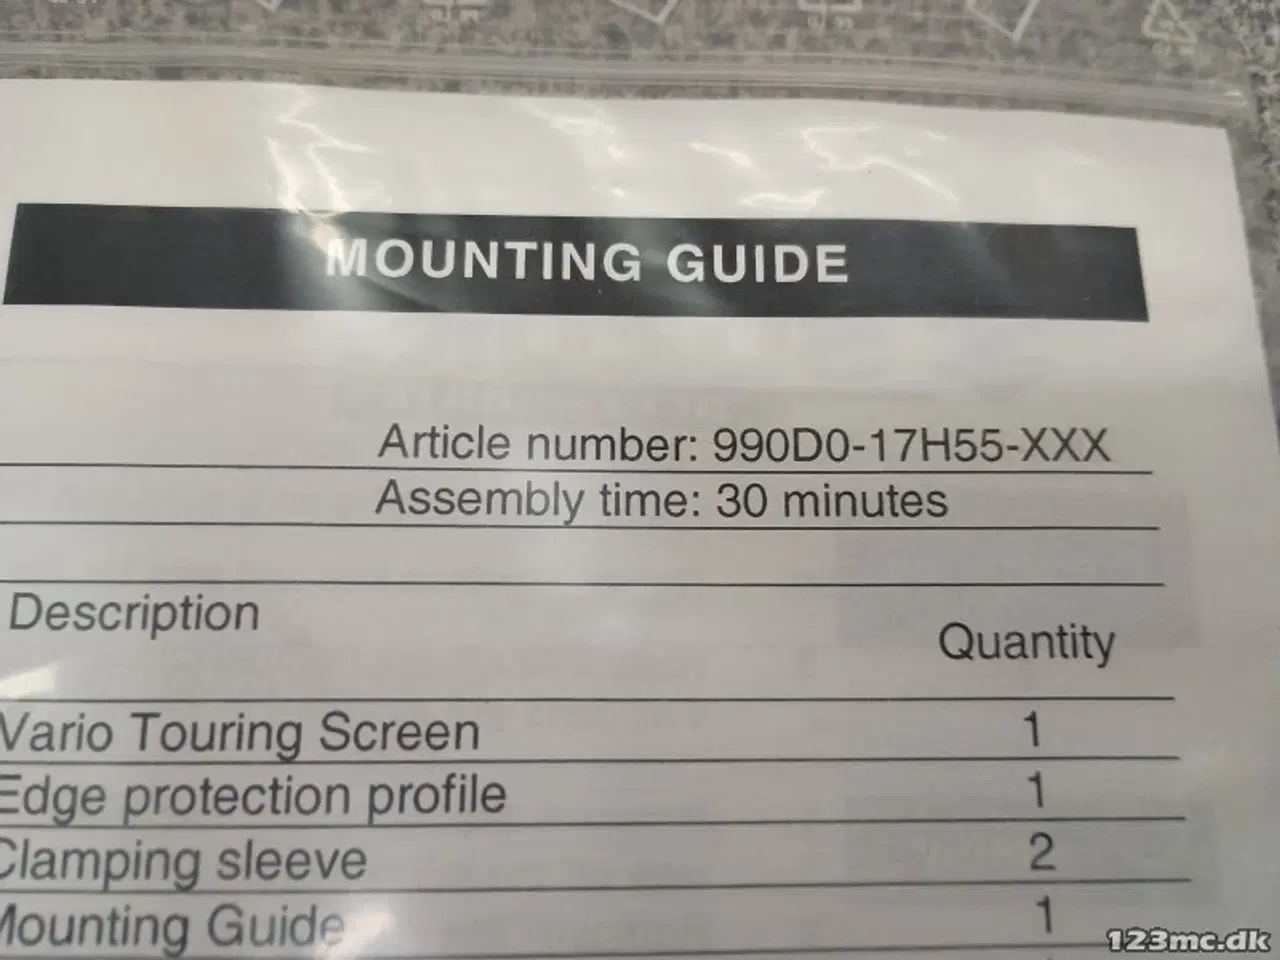 MOUNTING GUIDE
Article number: 990D0-17H55-XXX
Assembly time: 30 minutes
Description Quantity
Vario Touring Screen 1
Edge protection profile 1
Clamping sleeve 2
Mounting Guide 1
123mc.dk